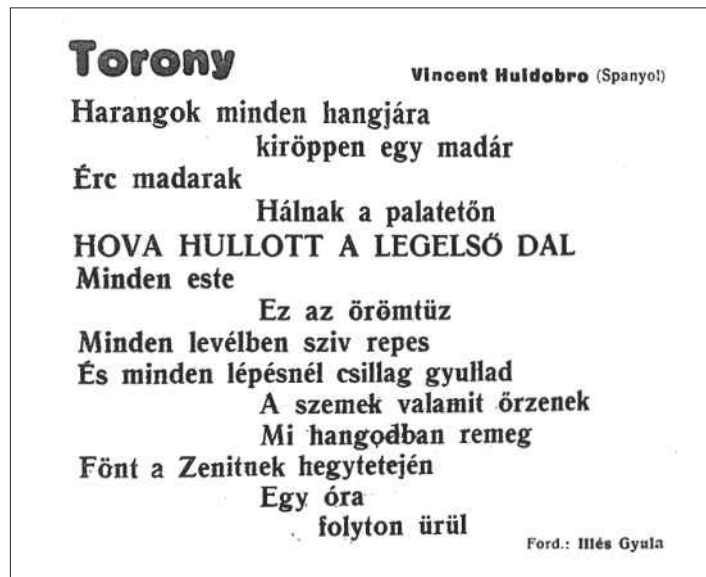 Torony
Vincent Huidobro (Spanyol)
Harangok minden hangjára
kiröppen egy madár
Érc madarak
Hálnak a palatetőn
HOVA HULLOTT A LEGELSŐ DAL
Minden este
Ez az örömtüz
Minden levélben sziv repes
És minden lépésnél csillag gyullad
A szemek valamit őrzenek
Mi hangodban remeg
Fönt a Zenitnek hegytetején
Egy óra
folyton ürül
Ford.: Illés Gyula